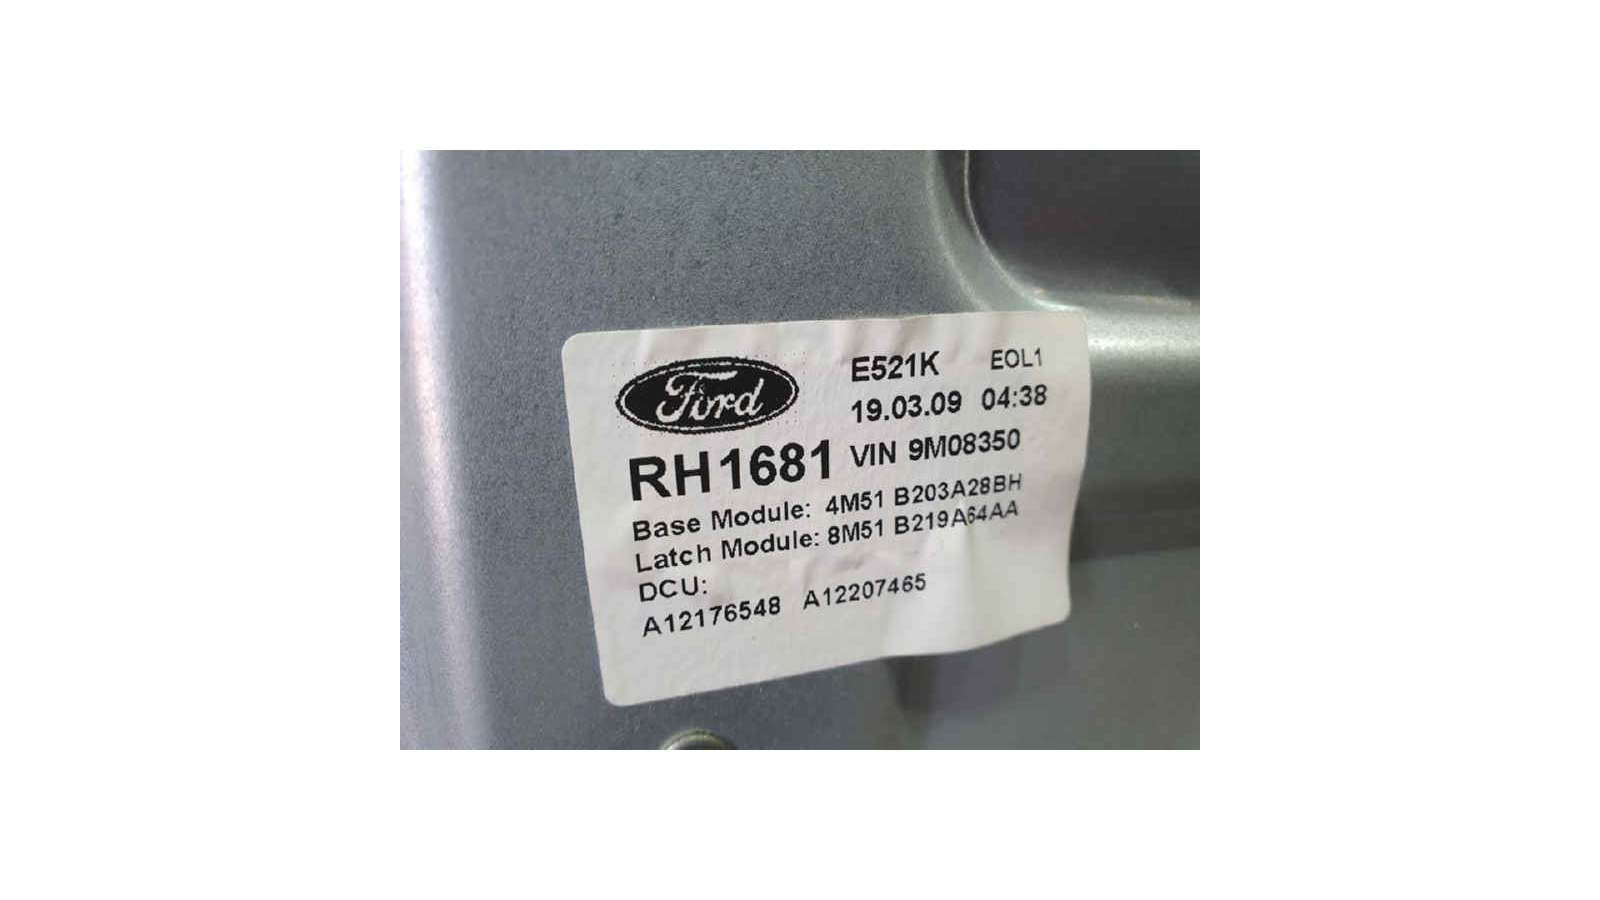 Ford E521K EOL1
19.03.09 04:38
RH1681 VIN 9M08350
Base Module: 4M51 B203A28BH
Latch Module: 8M51 B219A64AA
DCU:
A12176548 A12207465